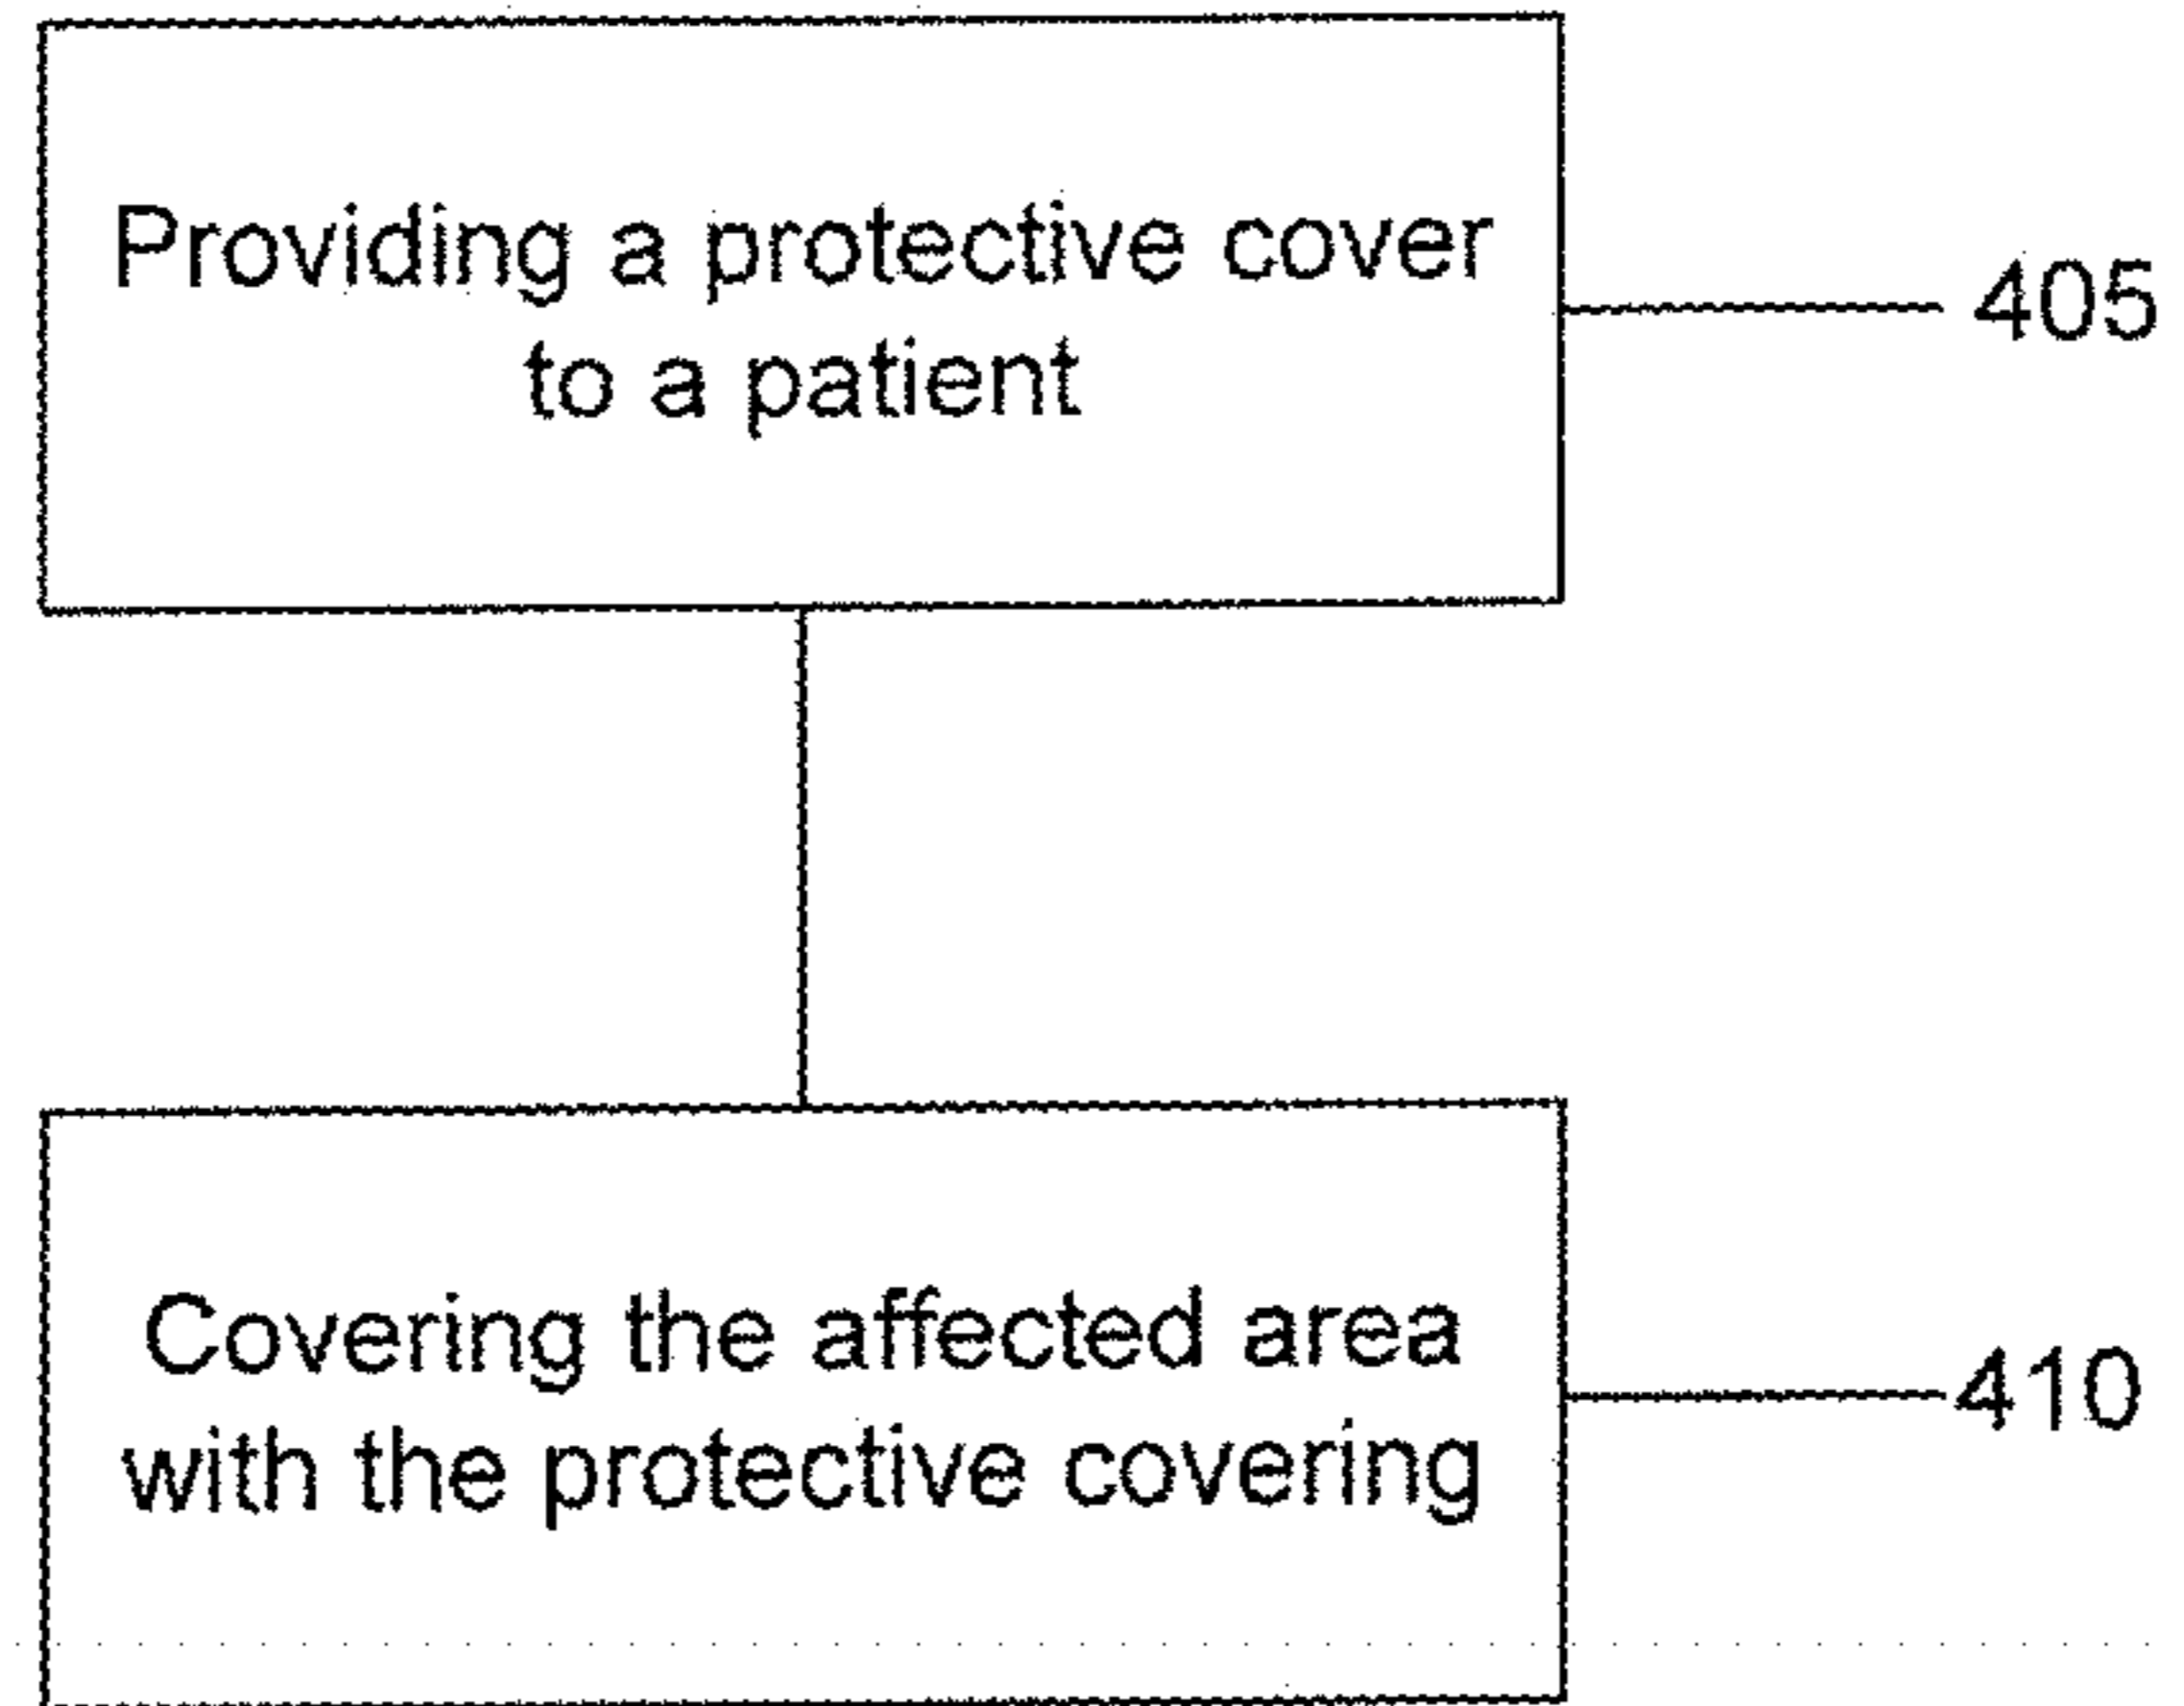 Providing a protective cover
to a patient
405
Covering the affected area
with the protective covering
410